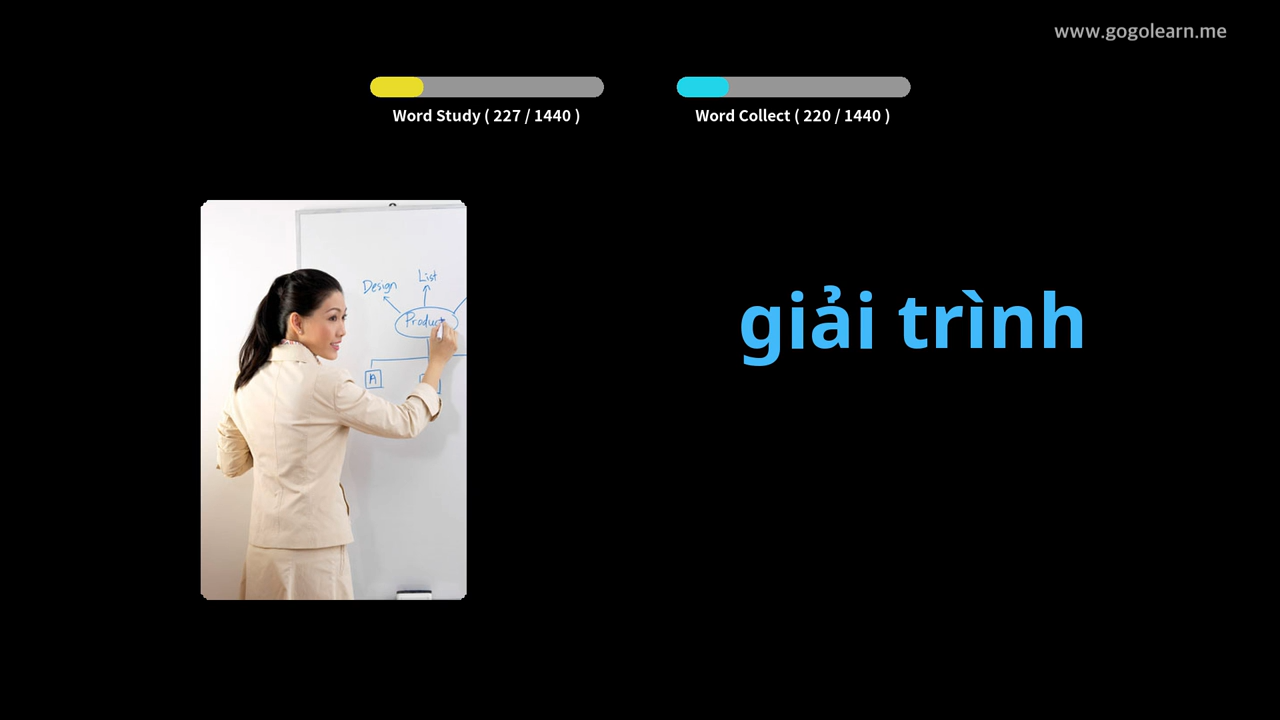 www.gogolearn.me
Word Study ( 227 / 1440 )
Word Collect ( 220 / 1440 )
giải trình
List
Design
Product
A